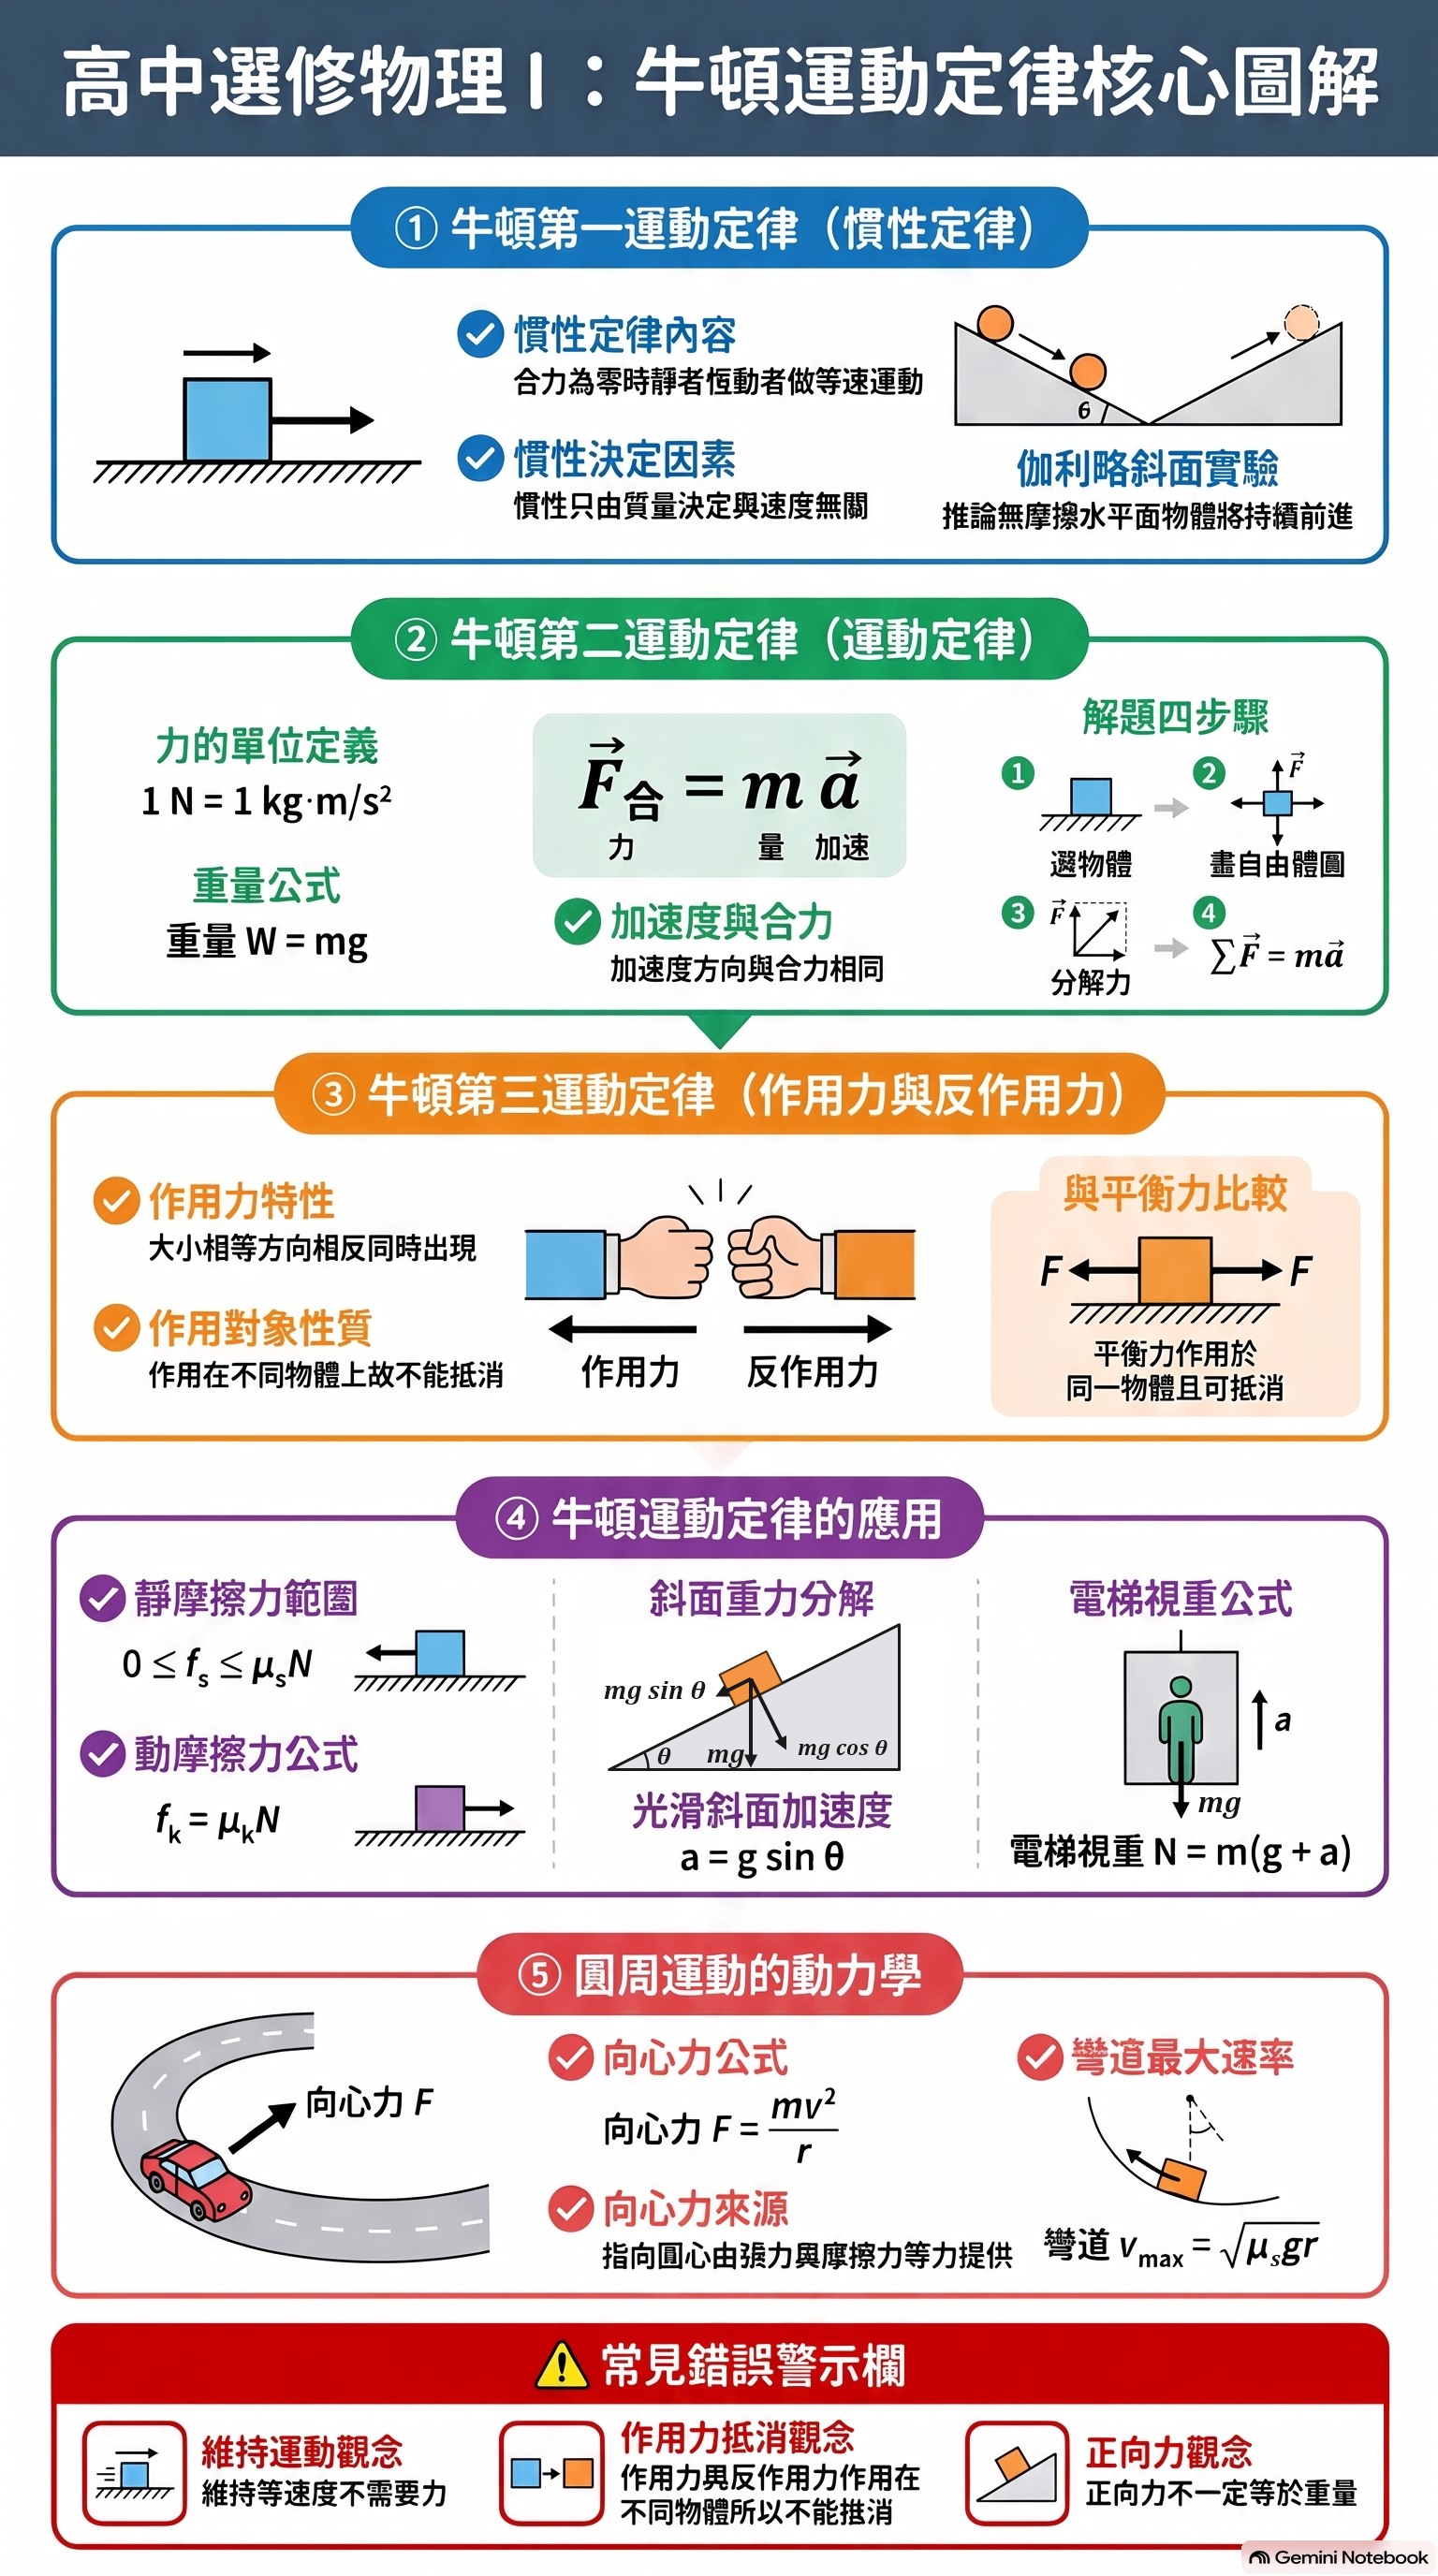 高中選修物理 I：牛頓運動定律核心圖解
① 牛頓第一運動定律（慣性定律）
慣性定律內容
合力為零時靜者恆動者做等速運動
慣性決定因素
慣性只由質量決定與速度無關
θ
伽利略斜面實驗
推論無摩擦水平面物體將持續前進
② 牛頓第二運動定律（運動定律）
力的單位定義
1 N = 1 kg·m/s²
重量公式
重量 W = mg
F⃗合 = m a⃗
力 量 加速
加速度與合力
加速度方向與合力相同
解題四步驟
1 2 F⃗
選物體 畫自由體圖
3 F⃗ 4
分解力
∑F⃗ = ma⃗
③ 牛頓第三運動定律（作用力與反作用力）
作用力特性
大小相等方向相反同時出現
作用對象性質
作用在不同物體上故不能抵消
作用力 反作用力
與平衡力比較
F F
平衡力作用於
同一物體且可抵消
④ 牛頓運動定律的應用
靜摩擦力範圍
0 ≤ fₛ ≤ μₛN
動摩擦力公式
fₖ = μₖN
斜面重力分解
mg sin θ
θ mg mg cos θ
光滑斜面加速度
a = g sin θ
電梯視重公式
a
mg
電梯視重 N = m(g + a)
⑤ 圓周運動的動力學
向心力 F
向心力公式
向心力 F = mv²/r
向心力來源
指向圓心由張力與摩擦力等力提供
彎道最大速率
彎道 vmax = √μₛgr
常見錯誤警示欄
維持運動觀念
維持等速度不需要力
作用力抵消觀念
作用力與反作用力作用在
不同物體所以不能抵消
正向力觀念
正向力不一定等於重量
Gemini Notebook